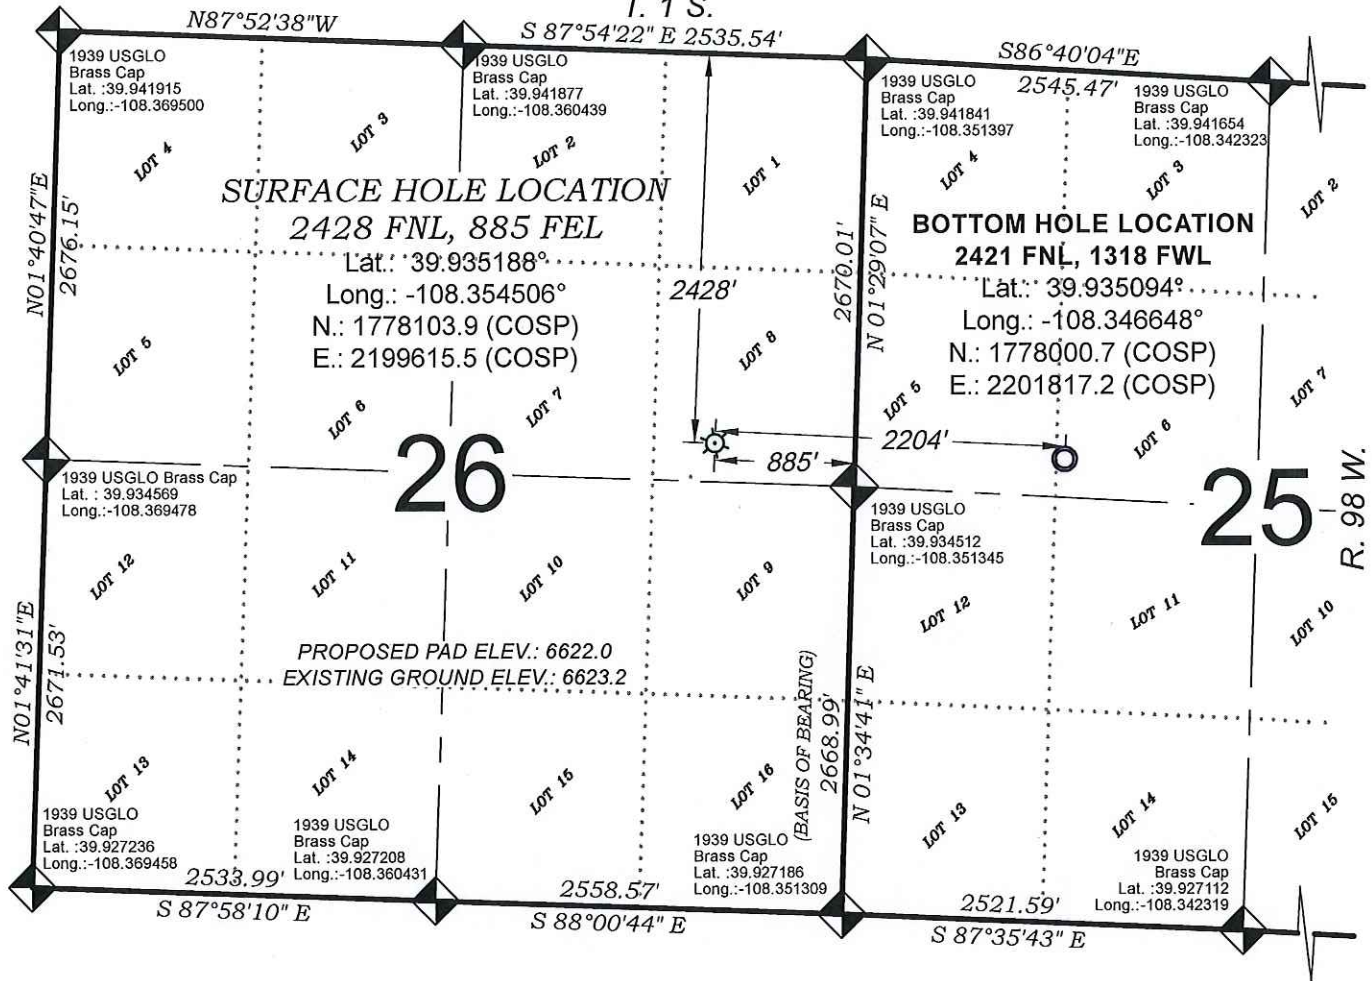 T. 1 S.
N87°52'38"W
S 87°54'22" E 2535.54'
S86°40'04"E
2545.47'
1939 USGLO
Brass Cap
Lat. :39.941915
Long.:-108.369500
1939 USGLO
Brass Cap
Lat. :39.941877
Long.:-108.360439
1939 USGLO
Brass Cap
Lat. :39.941841
Long.:-108.351397
1939 USGLO
Brass Cap
Lat. :39.941654
Long.:-108.342323
LOT 4
LOT 3
LOT 2
LOT 1
LOT 4
LOT 3
LOT 2
SURFACE HOLE LOCATION
2428 FNL, 885 FEL
Lat.: 39.935188°
Long.: -108.354506°
N.: 1778103.9 (COSP)
E.: 2199615.5 (COSP)
BOTTOM HOLE LOCATION
2421 FNL, 1318 FWL
Lat.: 39.935094°
Long.: -108.346648°
N.: 1778000.7 (COSP)
E.: 2201817.2 (COSP)
N01°40'47"E
2676.15'
2428'
2670.01'
N 01°29'07" E
LOT 5
LOT 6
LOT 7
LOT 8
LOT 5
LOT 6
LOT 7
2204'
885'
26
25
R. 98 W.
1939 USGLO Brass Cap
Lat. : 39.934569
Long.:-108.369478
1939 USGLO
Brass Cap
Lat. :39.934512
Long.:-108.351345
LOT 12
LOT 11
LOT 10
LOT 9
LOT 12
LOT 11
LOT 10
PROPOSED PAD ELEV.: 6622.0
EXISTING GROUND ELEV.: 6623.2
N01°41'31"E
2671.53'
(BASIS OF BEARING)
2668.99'
N 01°34'41" E
LOT 13
LOT 14
LOT 15
LOT 16
LOT 13
LOT 14
LOT 15
1939 USGLO
Brass Cap
Lat. :39.927236
Long.:-108.369458
1939 USGLO
Brass Cap
Lat. :39.927208
Long.:-108.360431
1939 USGLO
Brass Cap
Lat. :39.927186
Long.:-108.351309
1939 USGLO
Brass Cap
Lat. :39.927112
Long.:-108.342319
2533.99'
S 87°58'10" E
2558.57'
S 88°00'44" E
2521.59'
S 87°35'43" E